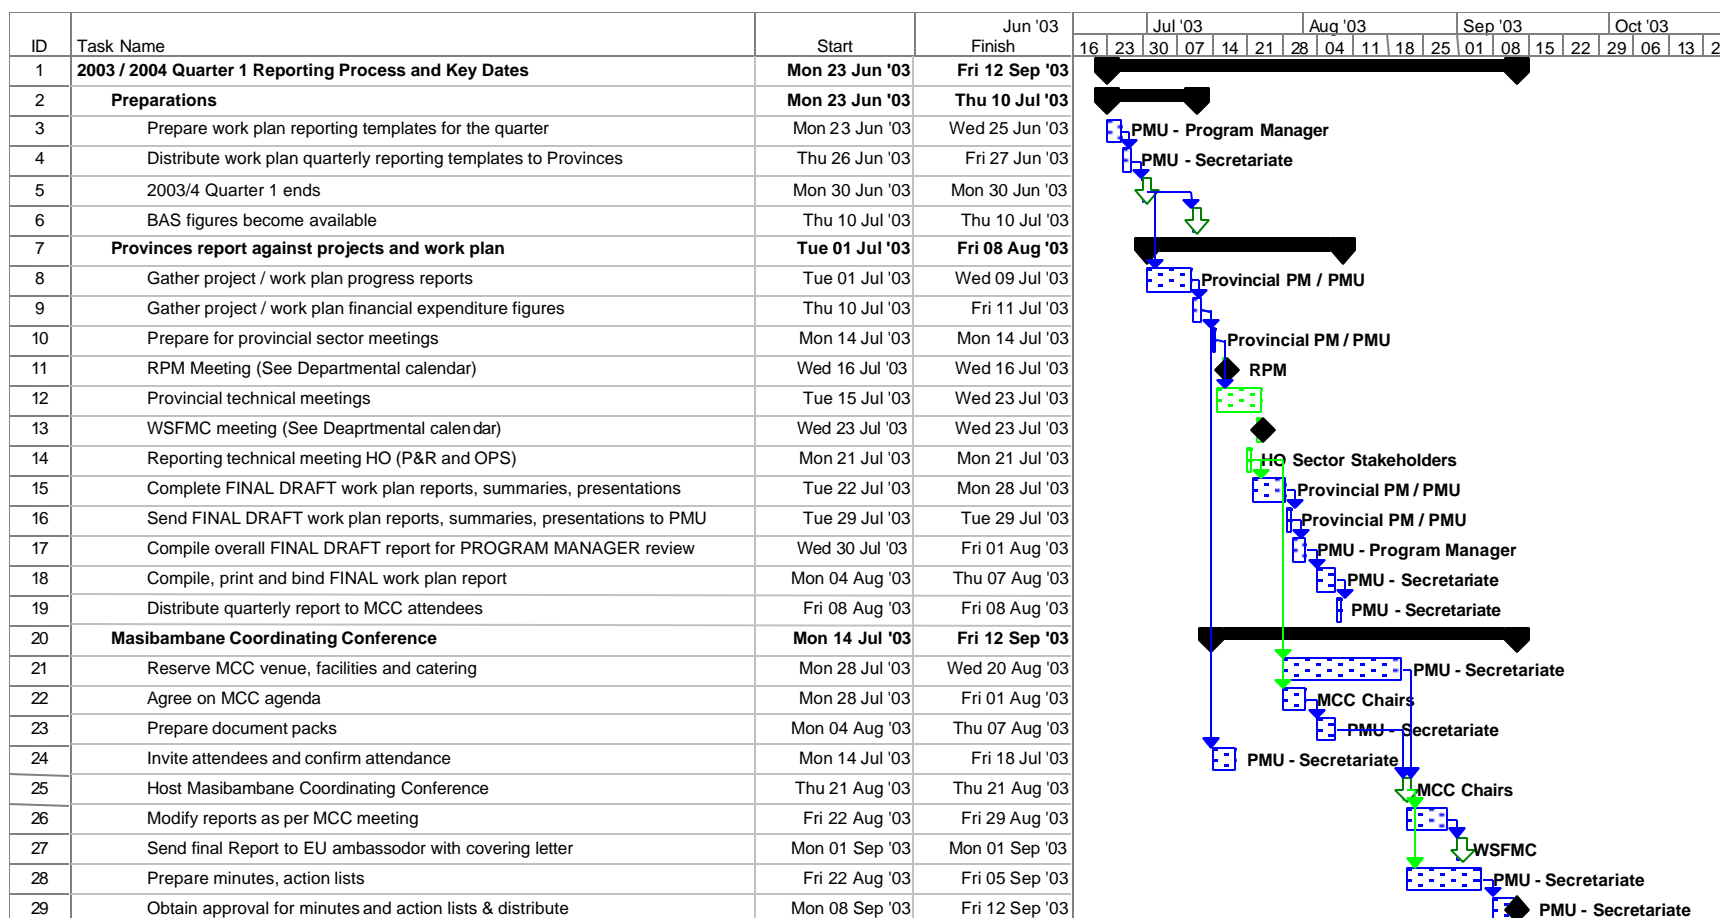 Jun '03 Jul '03 Aug '03 Sep '03 Oct '03
ID Task Name Start Finish 16 23 30 07 14 21 28 04 11 18 25 01 08 15 22 29 06 13 2
1 2003 / 2004 Quarter 1 Reporting Process and Key Dates Mon 23 Jun '03 Fri 12 Sep '03
2 Preparations Mon 23 Jun '03 Thu 10 Jul '03
3 Prepare work plan reporting templates for the quarter Mon 23 Jun '03 Wed 25 Jun '03 PMU - Program Manager
4 Distribute work plan quarterly reporting templates to Provinces Thu 26 Jun '03 Fri 27 Jun '03 PMU - Secretariate
5 2003/4 Quarter 1 ends Mon 30 Jun '03 Mon 30 Jun '03
6 BAS figures become available Thu 10 Jul '03 Thu 10 Jul '03
7 Provinces report against projects and work plan Tue 01 Jul '03 Fri 08 Aug '03
8 Gather project / work plan progress reports Tue 01 Jul '03 Wed 09 Jul '03 Provincial PM / PMU
9 Gather project / work plan financial expenditure figures Thu 10 Jul '03 Fri 11 Jul '03
10 Prepare for provincial sector meetings Mon 14 Jul '03 Mon 14 Jul '03 Provincial PM / PMU
11 RPM Meeting (See Departmental calendar) Wed 16 Jul '03 Wed 16 Jul '03 RPM
12 Provincial technical meetings Tue 15 Jul '03 Wed 23 Jul '03
13 WSFMC meeting (See Deaprtmental calendar) Wed 23 Jul '03 Wed 23 Jul '03
14 Reporting technical meeting HO (P&R and OPS) Mon 21 Jul '03 Mon 21 Jul '03 HO Sector Stakeholders
15 Complete FINAL DRAFT work plan reports, summaries, presentations Tue 22 Jul '03 Mon 28 Jul '03 Provincial PM / PMU
16 Send FINAL DRAFT work plan reports, summaries, presentations to PMU Tue 29 Jul '03 Tue 29 Jul '03 Provincial PM / PMU
17 Compile overall FINAL DRAFT report for PROGRAM MANAGER review Wed 30 Jul '03 Fri 01 Aug '03 PMU - Program Manager
18 Compile, print and bind FINAL work plan report Mon 04 Aug '03 Thu 07 Aug '03 PMU - Secretariate
19 Distribute quarterly report to MCC attendees Fri 08 Aug '03 Fri 08 Aug '03 PMU - Secretariate
20 Masibambane Coordinating Conference Mon 14 Jul '03 Fri 12 Sep '03
21 Reserve MCC venue, facilities and catering Mon 28 Jul '03 Wed 20 Aug '03 PMU - Secretariate
22 Agree on MCC agenda Mon 28 Jul '03 Fri 01 Aug '03 MCC Chairs
23 Prepare document packs Mon 04 Aug '03 Thu 07 Aug '03 PMU - Secretariate
24 Invite attendees and confirm attendance Mon 14 Jul '03 Fri 18 Jul '03 PMU - Secretariate
25 Host Masibambane Coordinating Conference Thu 21 Aug '03 Thu 21 Aug '03 MCC Chairs
26 Modify reports as per MCC meeting Fri 22 Aug '03 Fri 29 Aug '03
27 Send final Report to EU ambassodor with covering letter Mon 01 Sep '03 Mon 01 Sep '03 WSFMC
28 Prepare minutes, action lists Fri 22 Aug '03 Fri 05 Sep '03 PMU - Secretariate
29 Obtain approval for minutes and action lists & distribute Mon 08 Sep '03 Fri 12 Sep '03 PMU - Secretariate